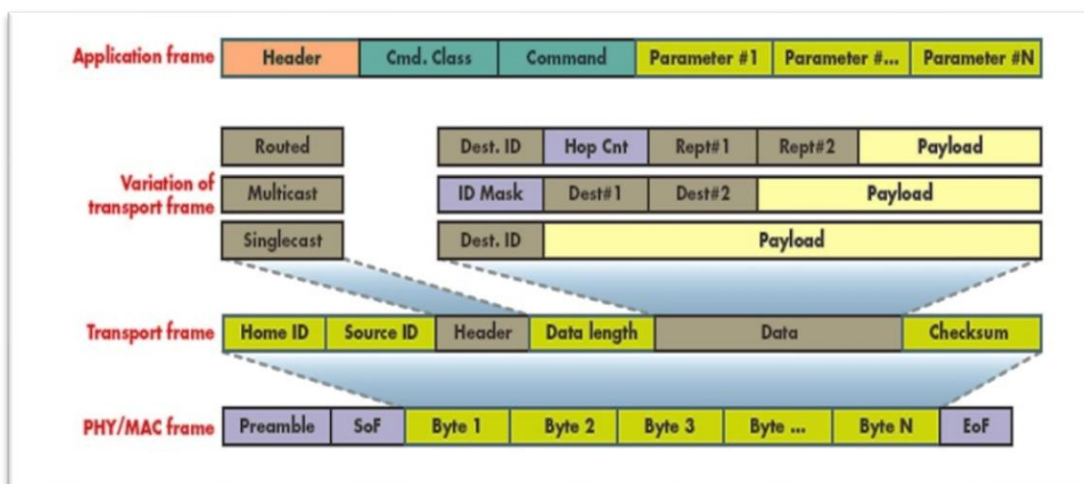 Application frame Header Cmd. Class Command Parameter #1 Parameter #... Parameter #N
Routed Dest. ID Hop Cnt Rept#1 Rept#2 Payload
Variation of
transport frame
Multicast ID Mask Dest#1 Dest#2 Payload
Singlecast Dest. ID Payload
Transport frame Home ID Source ID Header Data length Data Checksum
PHY/MAC frame Preamble SoF Byte 1 Byte 2 Byte 3 Byte ... Byte N EoF